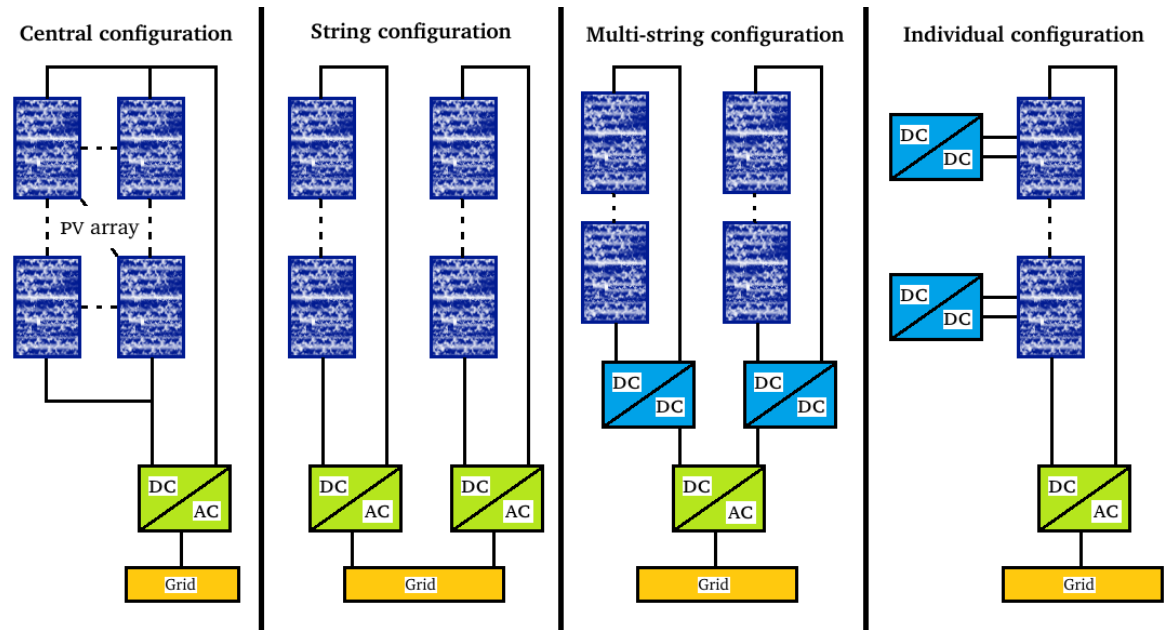 Central configuration
PV array
DC
AC
Grid
String configuration
DC
AC
DC
AC
Grid
Multi-string configuration
DC
DC
DC
DC
DC
AC
Grid
Individual configuration
DC
DC
DC
DC
DC
AC
Grid